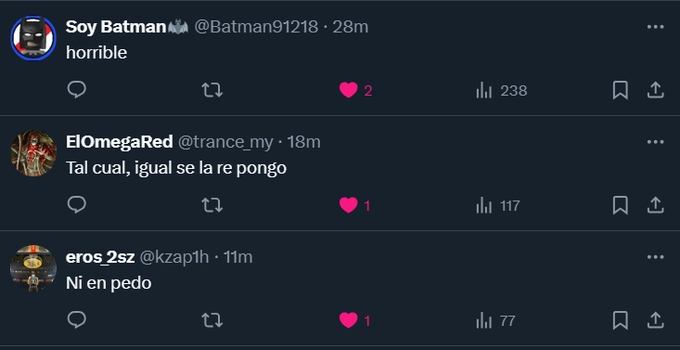 Soy Batman🦇 @Batman91218 · 28m
horrible
2 238
ElOmegaRed @trance_my · 18m
Tal cual, igual se la re pongo
1 117
eros_2sz @kzap1h · 11m
Ni en pedo
1 77